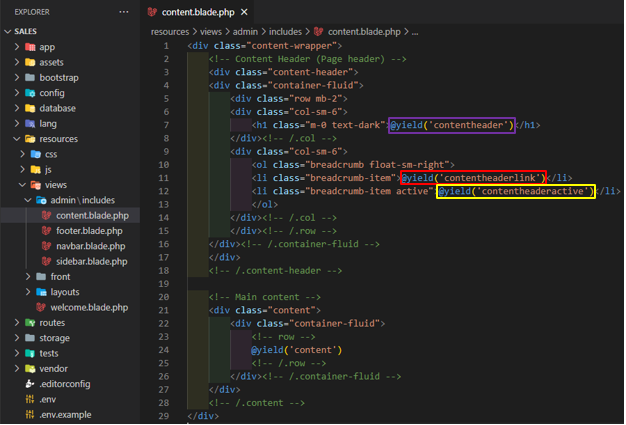 EXPLORER
...
SALES
app
assets
bootstrap
config
database
lang
resources
css
js
views
admin \ includes
content.blade.php
footer.blade.php
navbar.blade.php
sidebar.blade.php
front
layouts
welcome.blade.php
routes
storage
tests
vendor
.editorconfig
.env
.env.example
content.blade.php ×
resources > views > admin > includes > content.blade.php > ...
1 <div class="content-wrapper">
2 <!-- Content Header (Page header) -->
3 <div class="content-header">
4 <div class="container-fluid">
5 <div class="row mb-2">
6 <div class="col-sm-6">
7 <h1 class="m-0 text-dark">@yield('contentheader')</h1>
8 </div><!-- /.col -->
9 <div class="col-sm-6">
10 <ol class="breadcrumb float-sm-right">
11 <li class="breadcrumb-item">@yield('contentheaderlink')</li>
12 <li class="breadcrumb-item active">@yield('contentheaderactive')</li>
13 </ol>
14 </div><!-- /.col -->
15 </div><!-- /.row -->
16 </div><!-- /.container-fluid -->
17 </div>
18 <!-- /.content-header -->
19
20 <!-- Main content -->
21 <div class="content">
22 <div class="container-fluid">
23 <!-- row -->
24 @yield('content')
25 <!-- /.row -->
26 </div><!-- /.container-fluid -->
27 </div>
28 <!-- /.content -->
29 </div>